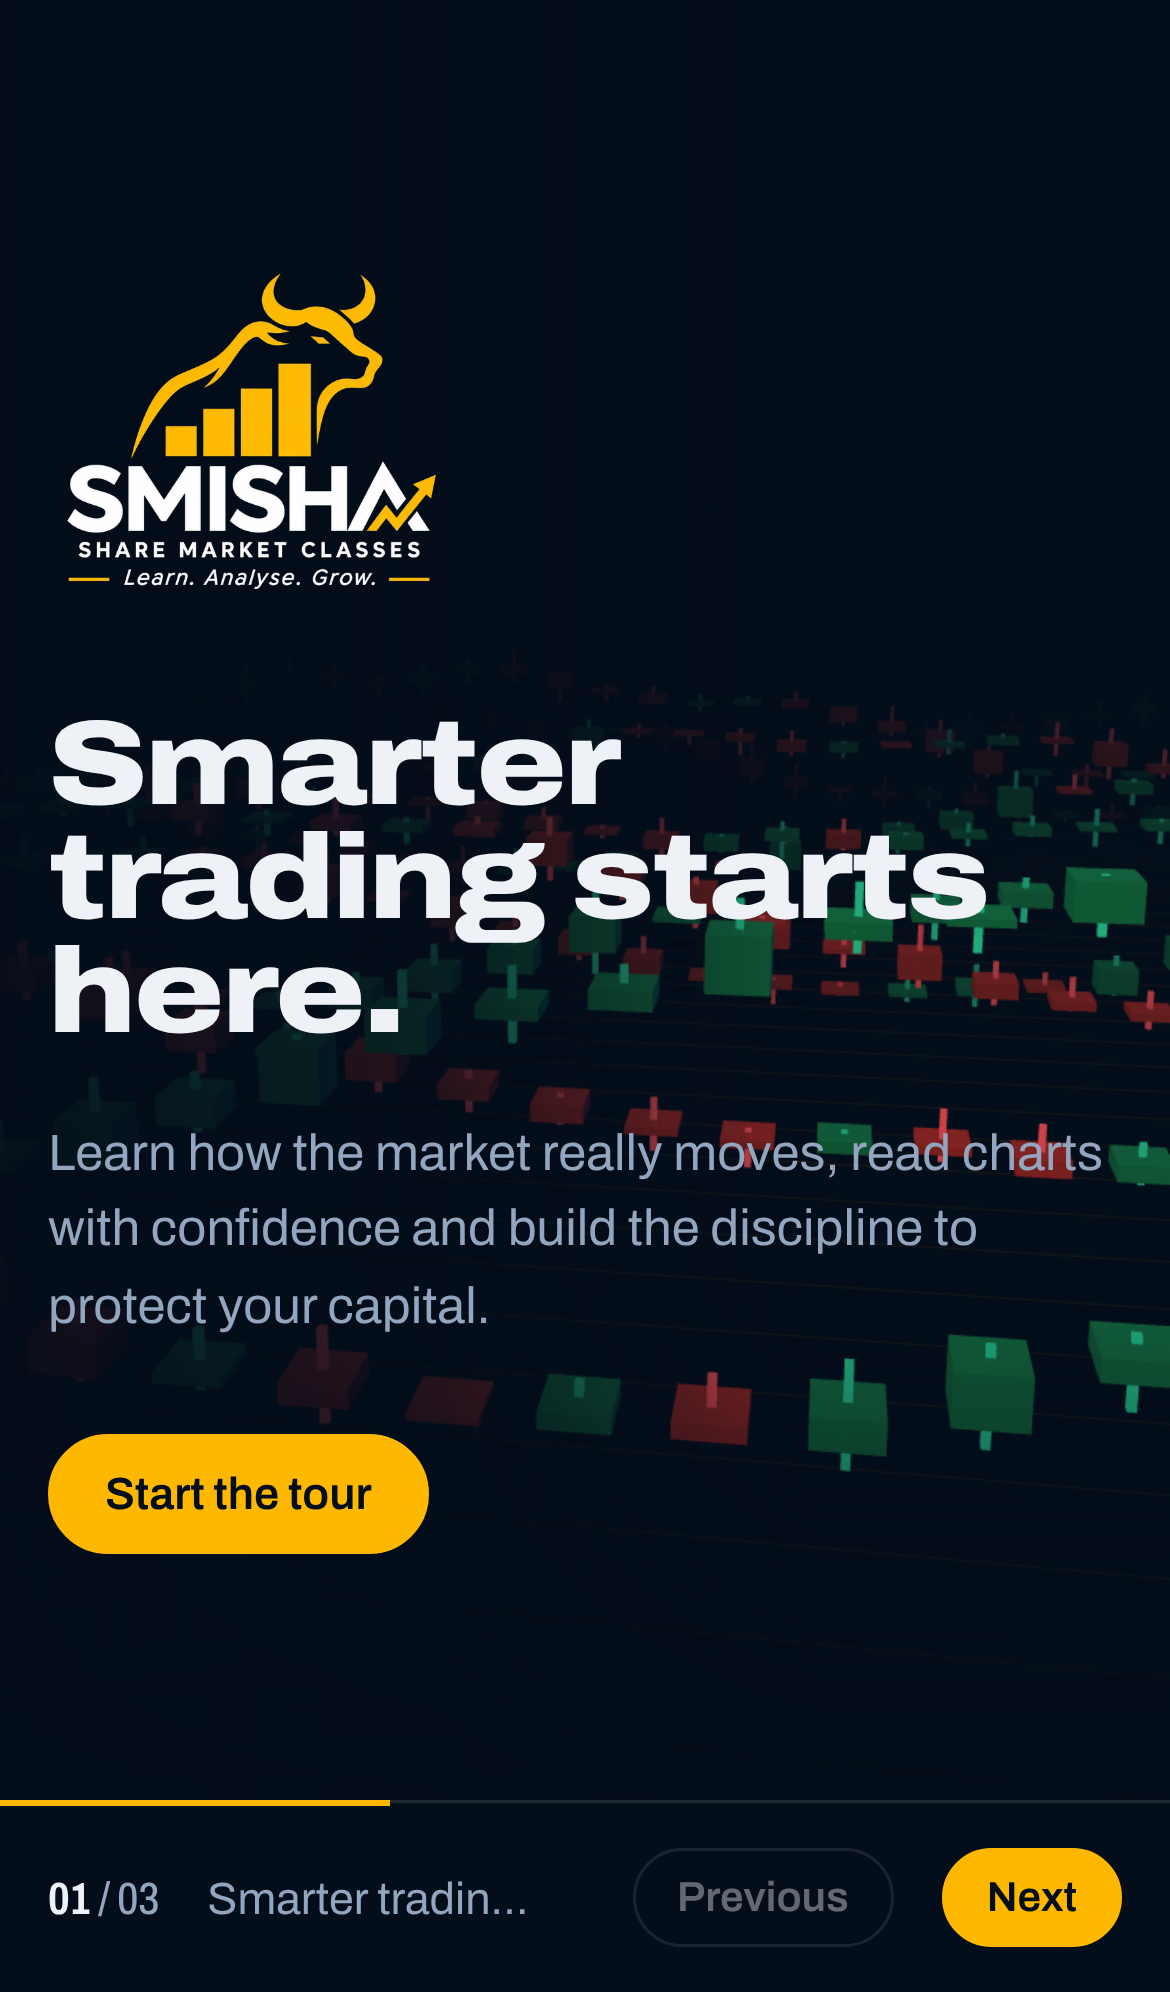 SMISHA
SHARE MARKET CLASSES
Learn. Analyse. Grow.
Smarter
trading starts
here.
Learn how the market really moves, read charts
with confidence and build the discipline to
protect your capital.
Start the tour
01 / 03 Smarter tradin... Previous Next